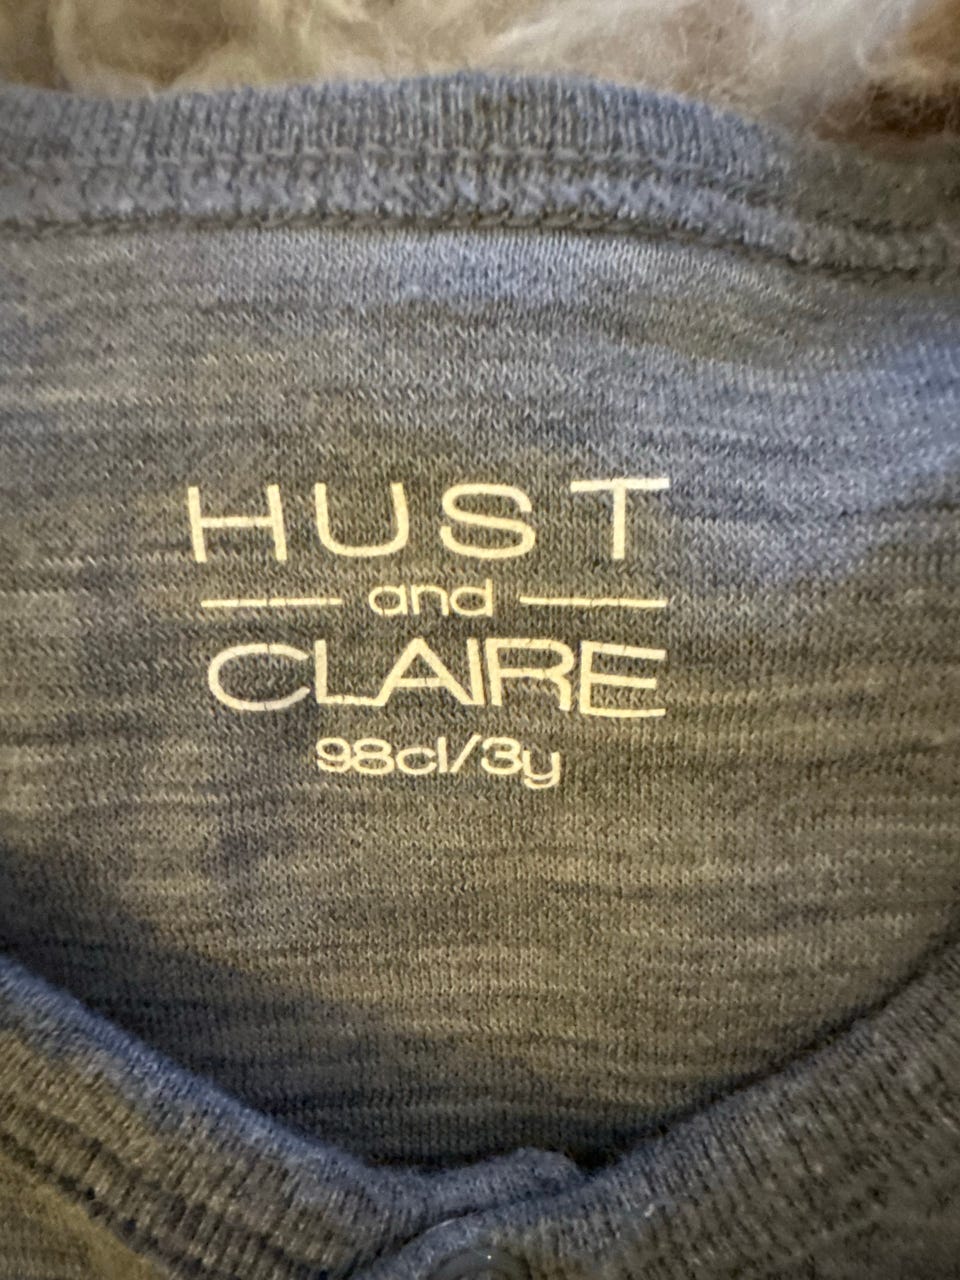 HUST
and
CLAIRE
98cl/3y